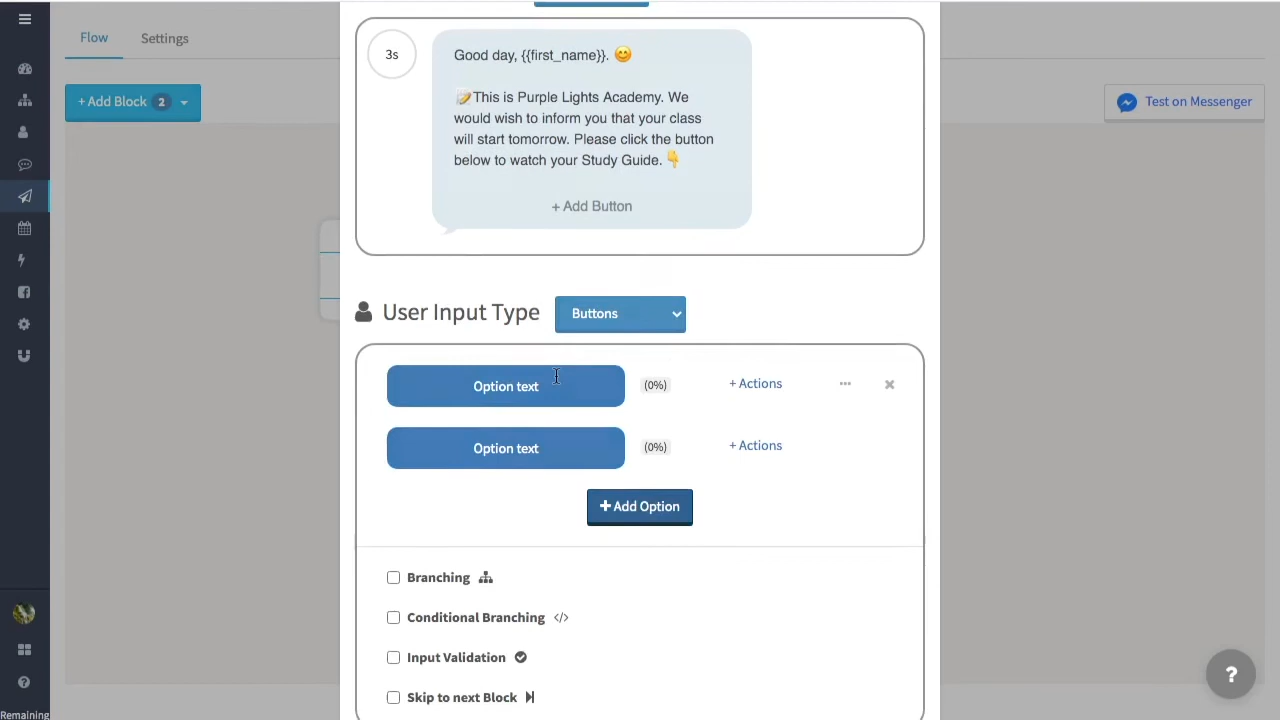 Flow
Settings
+ Add Block 2
Test on Messenger
3s
Good day, {{first_name}}. 😊
📝This is Purple Lights Academy. We
would wish to inform you that your class
will start tomorrow. Please click the button
below to watch your Study Guide. 👇
+ Add Button
User Input Type
Buttons
Option text
(0%)
+ Actions
Option text
(0%)
+ Actions
+ Add Option
Branching
Conditional Branching </>
Input Validation
Skip to next Block
?
Remaining